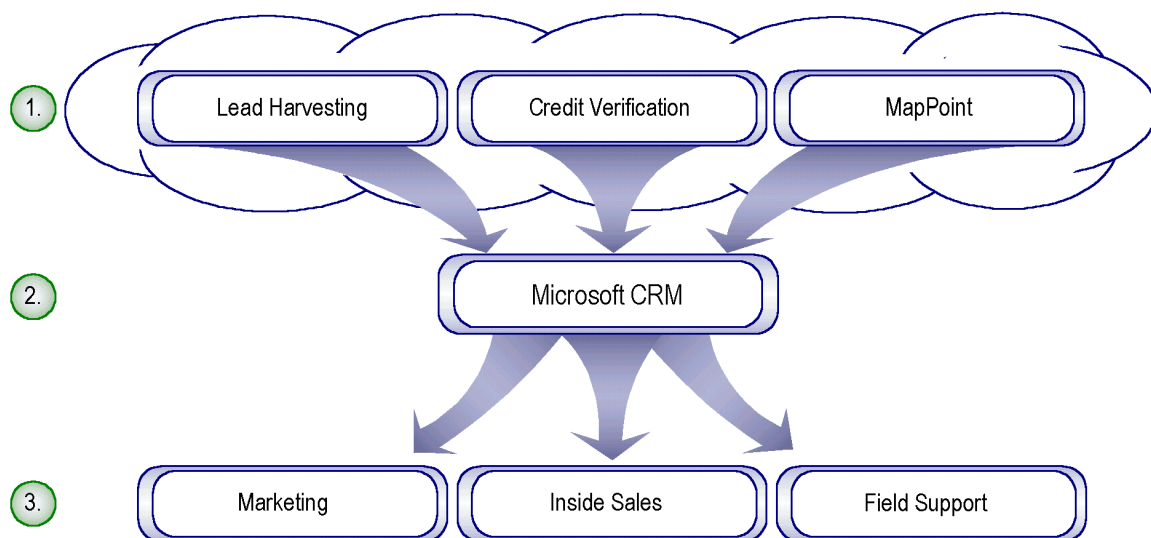 1.
Lead Harvesting
Credit Verification
MapPoint
2.
Microsoft CRM
3.
Marketing
Inside Sales
Field Support